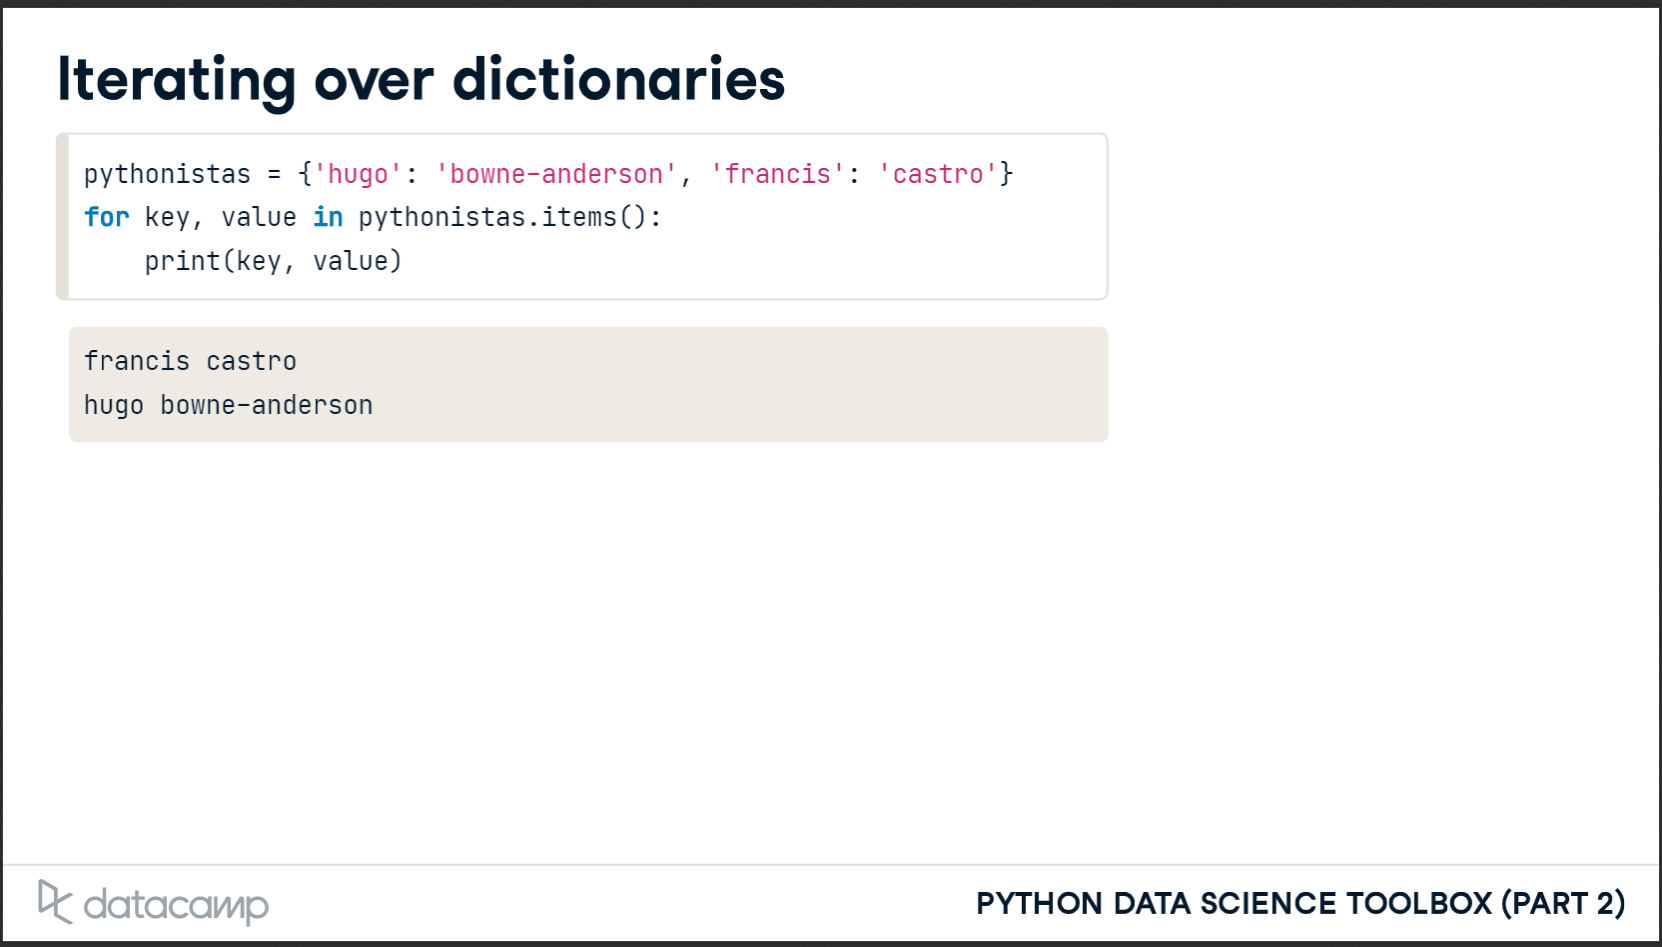 Iterating over dictionaries
pythonistas = {'hugo': 'bowne-anderson', 'francis': 'castro'}
for key, value in pythonistas.items():
    print(key, value)
francis castro
hugo bowne-anderson
datacamp
PYTHON DATA SCIENCE TOOLBOX (PART 2)